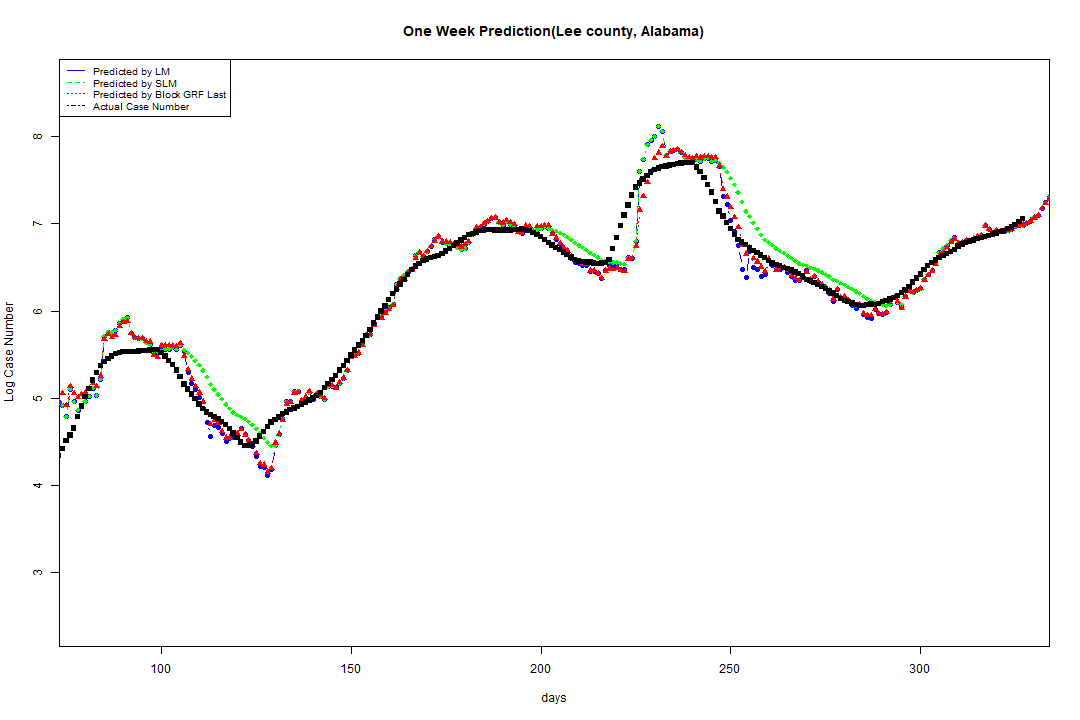 One Week Prediction(Lee county, Alabama)
Predicted by LM
Predicted by SLM
Predicted by Block GRF Last
Actual Case Number
Log Case Number
8
7
6
5
4
3
100 150 200 250 300
days